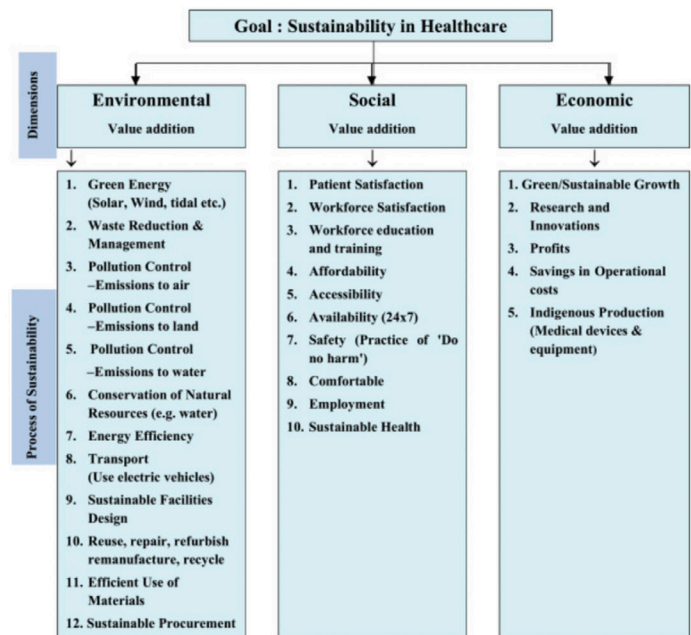 Goal : Sustainability in Healthcare
Dimensions
Environmental
Value addition
Social
Value addition
Economic
Value addition
Process of Sustainability
1. Green Energy
(Solar, Wind, tidal etc.)
2. Waste Reduction &
Management
3. Pollution Control
–Emissions to air
4. Pollution Control
–Emissions to land
5. Pollution Control
–Emissions to water
6. Conservation of Natural
Resources (e.g. water)
7. Energy Efficiency
8. Transport
(Use electric vehicles)
9. Sustainable Facilities
Design
10. Reuse, repair, refurbish
remanufacture, recycle
11. Efficient Use of
Materials
12. Sustainable Procurement
1. Patient Satisfaction
2. Workforce Satisfaction
3. Workforce education
and training
4. Affordability
5. Accessibility
6. Availability (24x7)
7. Safety (Practice of 'Do
no harm')
8. Comfortable
9. Employment
10. Sustainable Health
1. Green/Sustainable Growth
2. Research and
Innovations
3. Profits
4. Savings in Operational
costs
5. Indigenous Production
(Medical devices &
equipment)